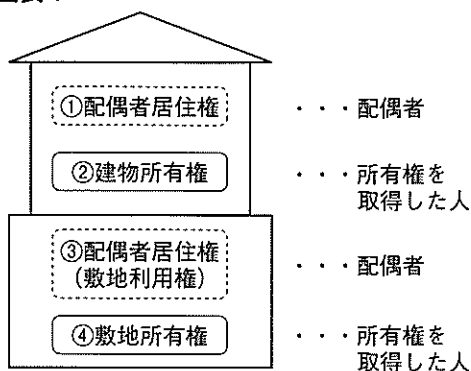 ①配偶者居住権
・・・配偶者
②建物所有権
・・・所有権を
取得した人
③配偶者居住権
(敷地利用権)
・・・配偶者
④敷地所有権
・・・所有権を
取得した人